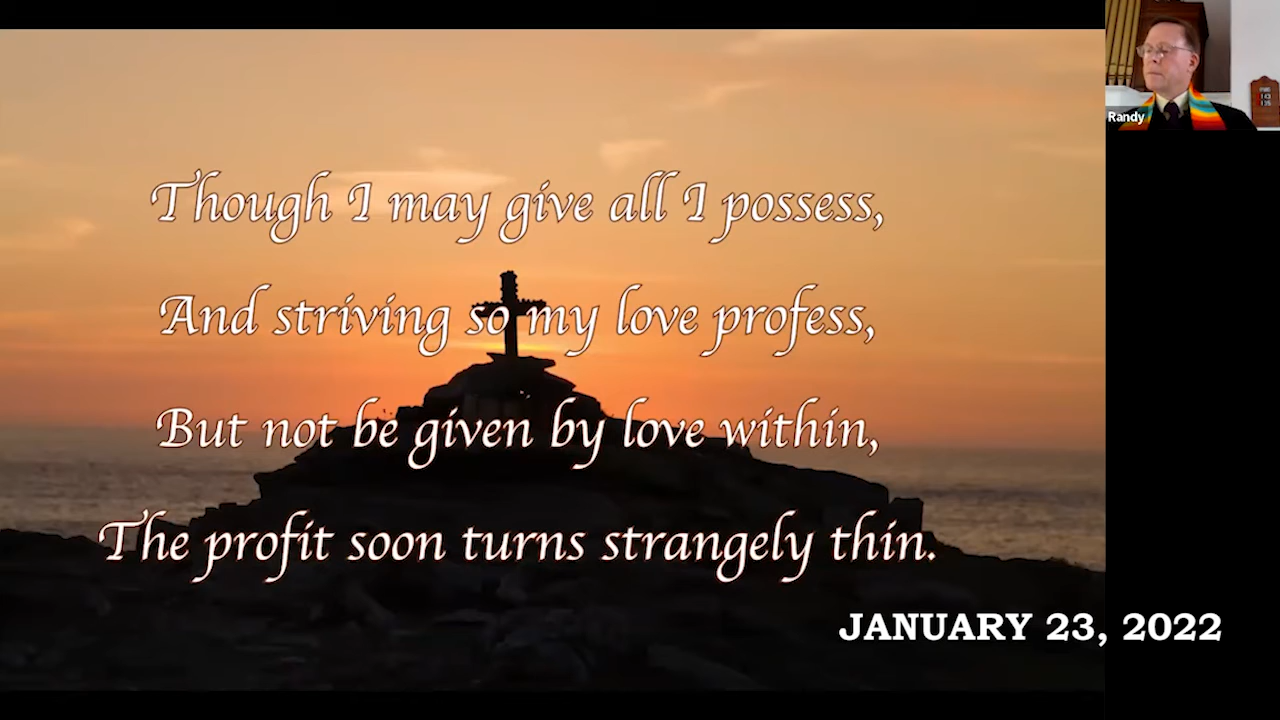 Though I may give all I possess,
And striving so my love profess,
But not be given by love within,
The profit soon turns strangely thin.
JANUARY 23, 2022
Randy